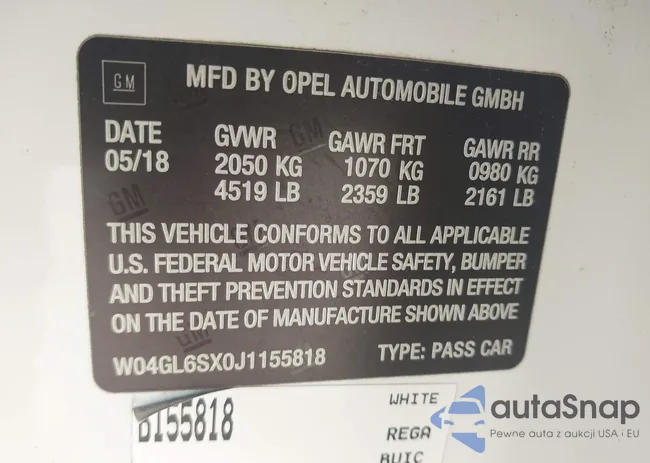 GM MFD BY OPEL AUTOMOBILE GMBH
DATE GVWR GAWR FRT GAWR RR
05/18 2050 KG 1070 KG 0980 KG
4519 LB 2359 LB 2161 LB
THIS VEHICLE CONFORMS TO ALL APPLICABLE
U.S. FEDERAL MOTOR VEHICLE SAFETY, BUMPER
AND THEFT PREVENTION STANDARDS IN EFFECT
ON THE DATE OF MANUFACTURE SHOWN ABOVE
W04GL6SX0J1155818 TYPE: PASS CAR
B155818 WHITE
REGA
BUIC
autaSnap
Pewne auta z aukcji USA i EU